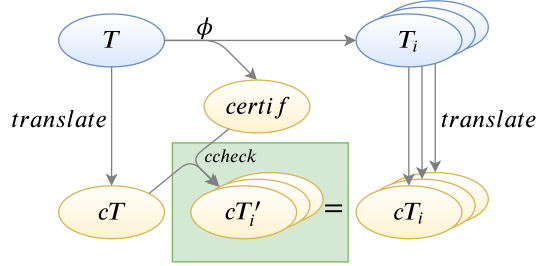 T ϕ T_i
certif
translate translate
ccheck
cT cT_i′ = cT_i